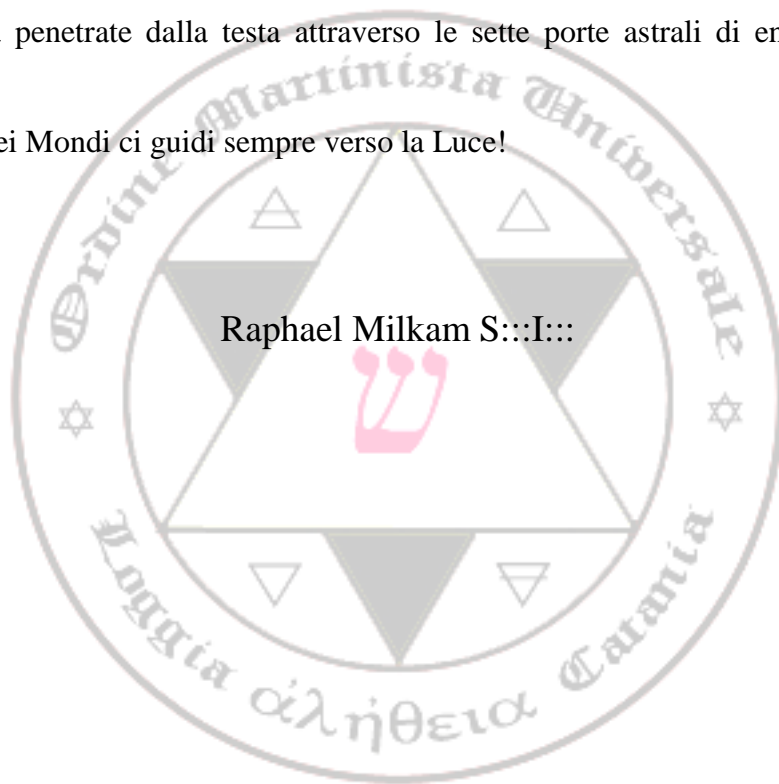 penetrate dalla testa attraverso le sette porte astrali di
ei Mondi ci guidi sempre verso la Luce!
Ordine Martinista Universale
Raphael Milkam S:::I:::
ש
Loggia ἀλήθεια Catania